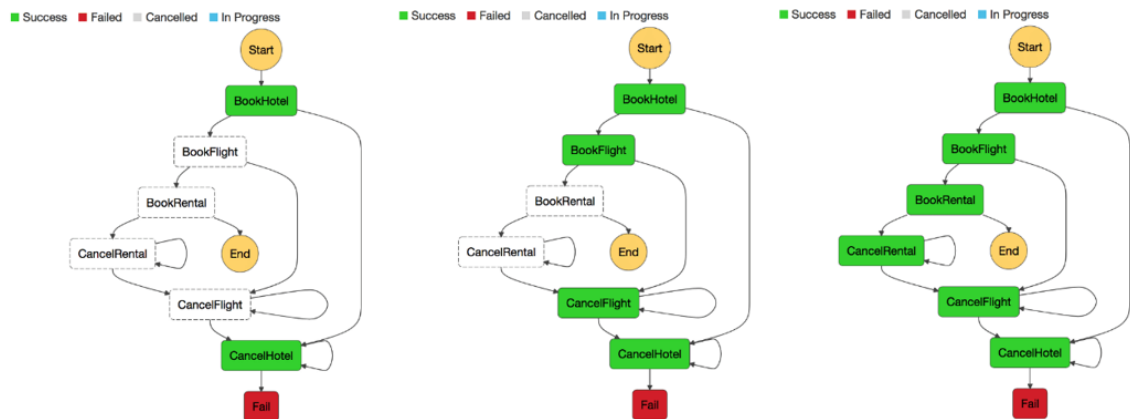 Success Failed Cancelled In Progress
Start
BookHotel
BookFlight
BookRental
CancelRental
End
CancelFlight
CancelHotel
Fail
Success Failed Cancelled In Progress
Start
BookHotel
BookFlight
BookRental
CancelRental
End
CancelFlight
CancelHotel
Fail
Success Failed Cancelled In Progress
Start
BookHotel
BookFlight
BookRental
CancelRental
End
CancelFlight
CancelHotel
Fail